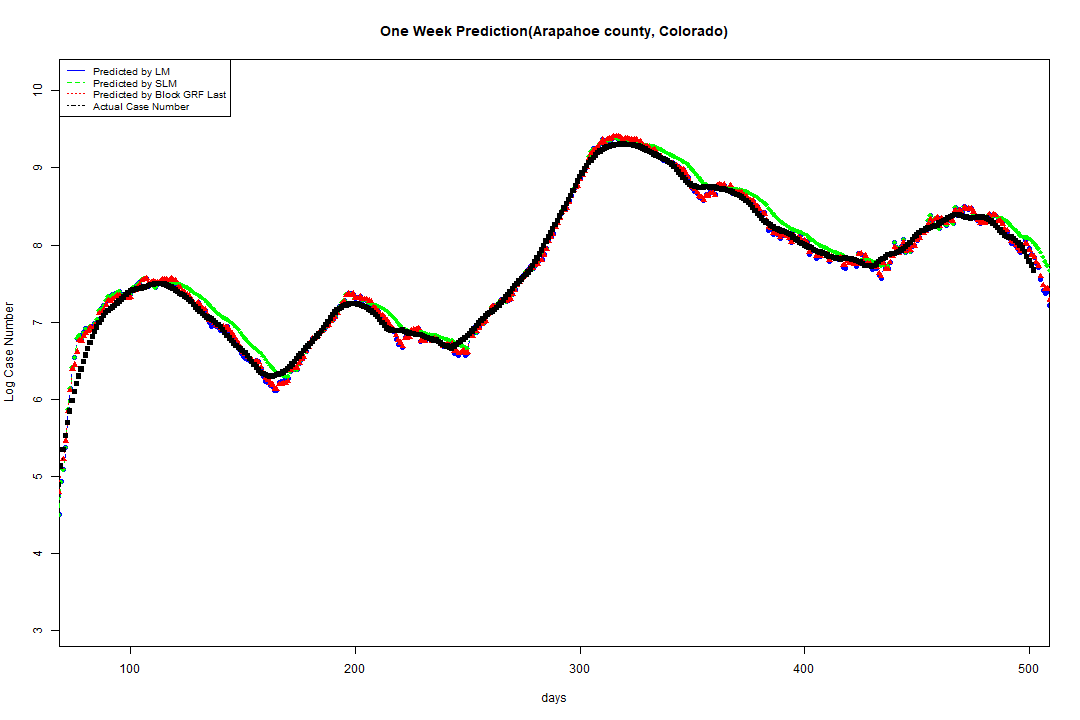 One Week Prediction(Arapahoe county, Colorado)
Predicted by LM
Predicted by SLM
Predicted by Block GRF Last
Actual Case Number
10
9
8
7
6
5
4
3
Log Case Number
100 200 300 400 500
days